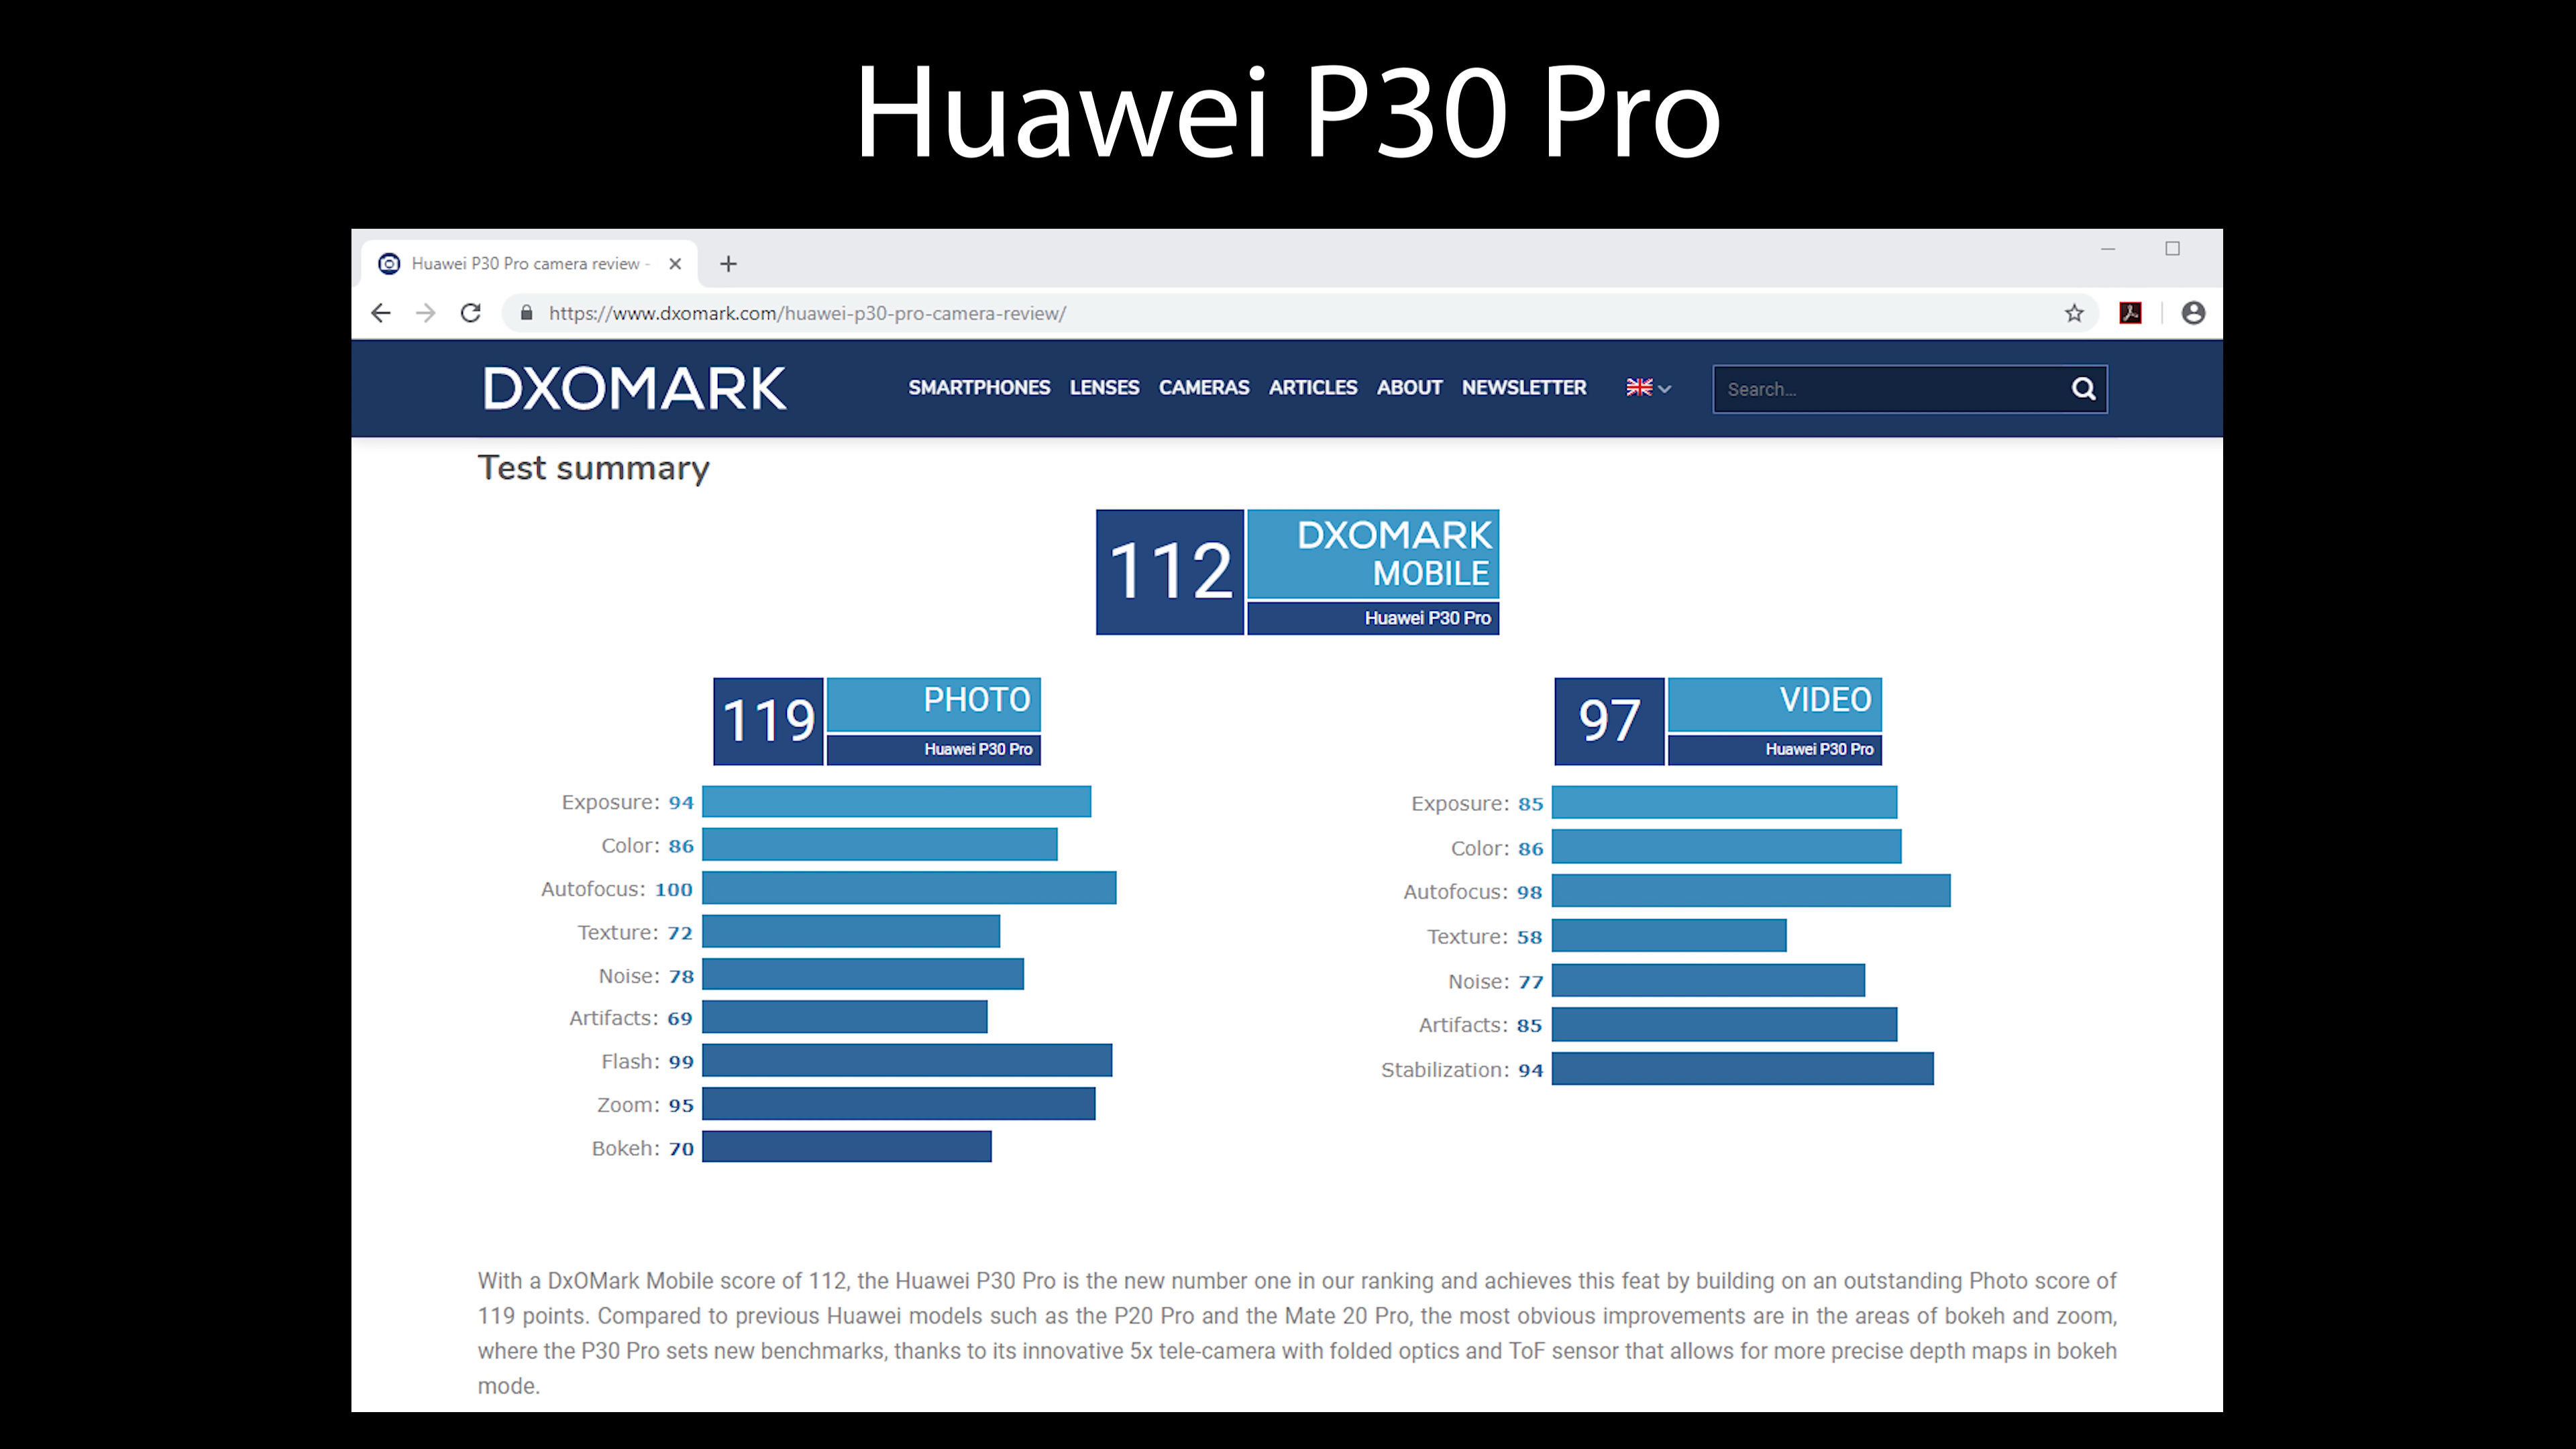 Huawei P30 Pro
Huawei P30 Pro camera review -
https://www.dxomark.com/huawei-p30-pro-camera-review/
DXOMARK
SMARTPHONES LENSES CAMERAS ARTICLES ABOUT NEWSLETTER
Search...
Test summary
112 DXOMARK
MOBILE
Huawei P30 Pro
119 PHOTO
Huawei P30 Pro
Exposure: 94
Color: 86
Autofocus: 100
Texture: 72
Noise: 78
Artifacts: 69
Flash: 99
Zoom: 95
Bokeh: 70
97 VIDEO
Huawei P30 Pro
Exposure: 85
Color: 86
Autofocus: 98
Texture: 58
Noise: 77
Artifacts: 85
Stabilization: 94
With a DxOMark Mobile score of 112, the Huawei P30 Pro is the new number one in our ranking and achieves this feat by building on an outstanding Photo score of
119 points. Compared to previous Huawei models such as the P20 Pro and the Mate 20 Pro, the most obvious improvements are in the areas of bokeh and zoom,
where the P30 Pro sets new benchmarks, thanks to its innovative 5x tele-camera with folded optics and ToF sensor that allows for more precise depth maps in bokeh
mode.